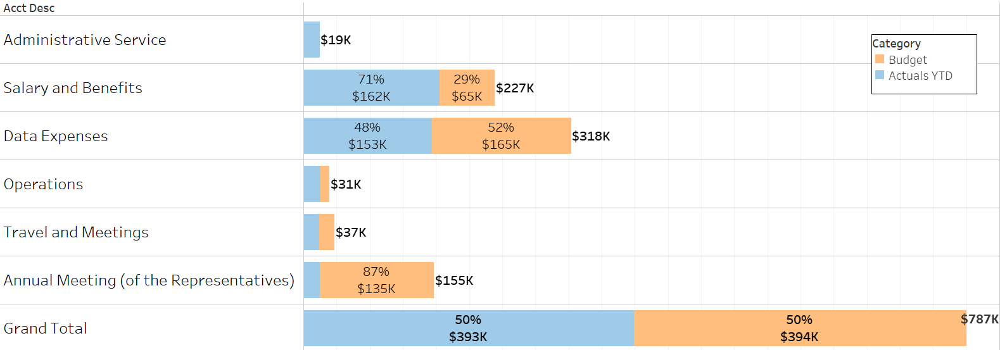 Acct Desc
Administrative Service
$19K
Category
Budget
Actuals YTD
Salary and Benefits
71%
$162K
29%
$65K
$227K
Data Expenses
48%
$153K
52%
$165K
$318K
Operations
$31K
Travel and Meetings
$37K
Annual Meeting (of the Representatives)
87%
$135K
$155K
Grand Total
50%
$393K
50%
$394K
$787K